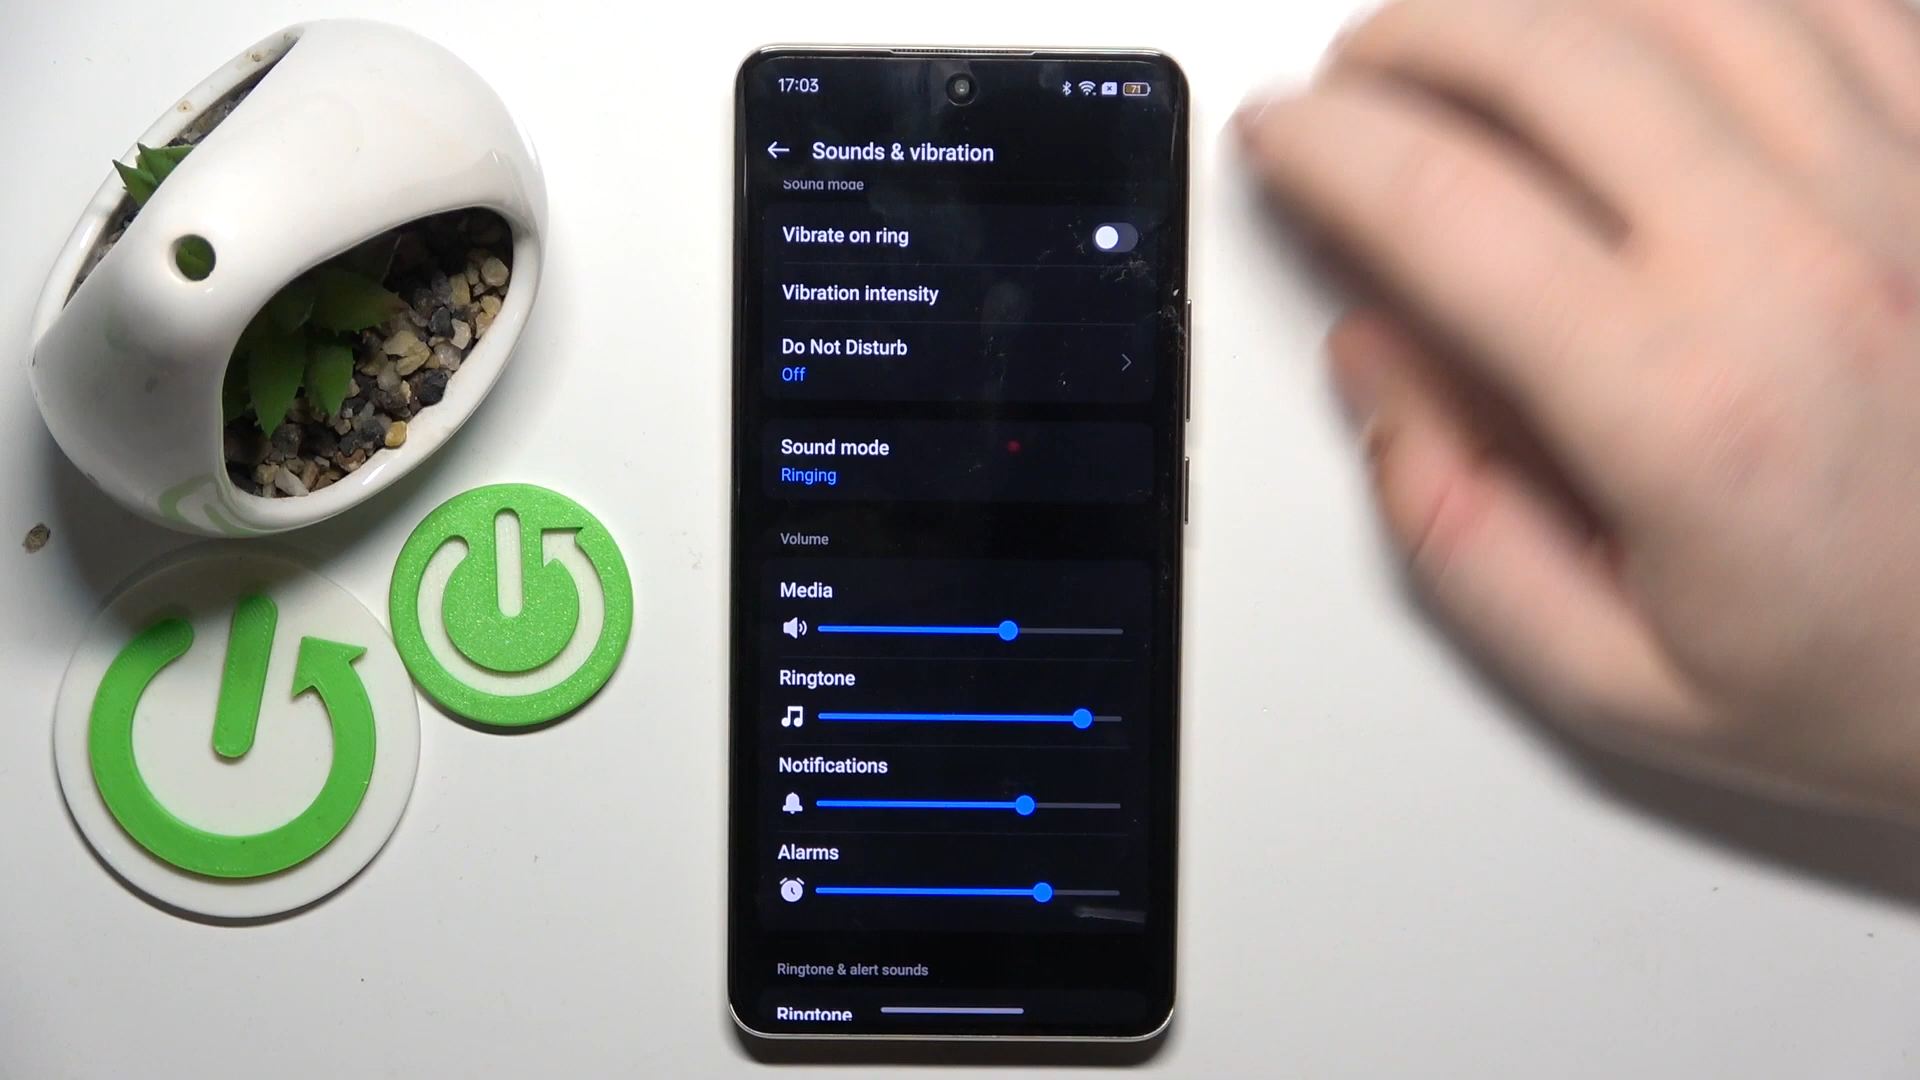 17:03
71
Sounds & vibration
Sound mode
Vibrate on ring
Vibration intensity
Do Not Disturb
Off
Sound mode
Ringing
Volume
Media
Ringtone
Notifications
Alarms
Ringtone & alert sounds
Ringtone